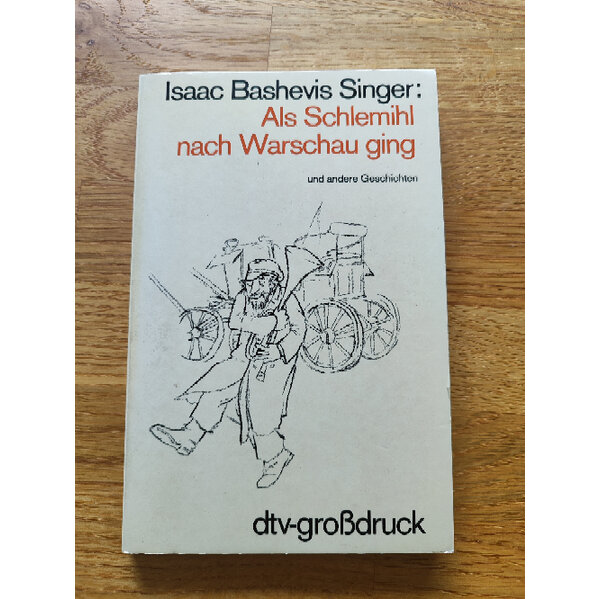 Isaac Bashevis Singer:
Als Schlemihl
nach Warschau ging
und andere Geschichten
dtv-großdruck